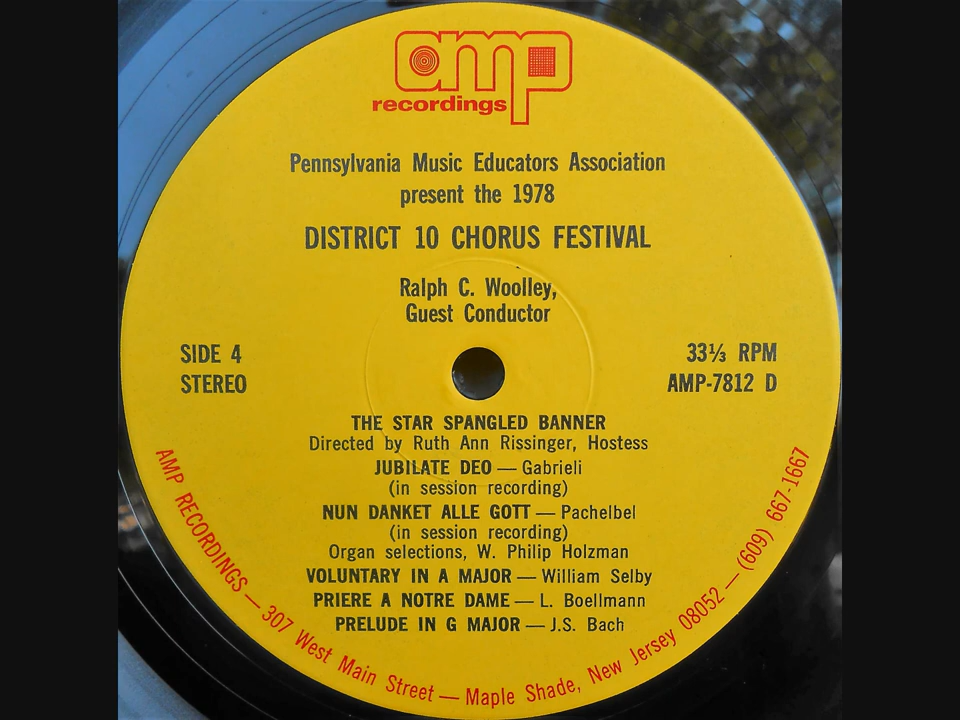 amp
recordings
Pennsylvania Music Educators Association
present the 1978
DISTRICT 10 CHORUS FESTIVAL
Ralph C. Woolley,
Guest Conductor
SIDE 4
STEREO
33⅓ RPM
AMP-7812 D
THE STAR SPANGLED BANNER
Directed by Ruth Ann Rissinger, Hostess
JUBILATE DEO — Gabrieli
(in session recording)
NUN DANKET ALLE GOTT — Pachelbel
(in session recording)
Organ selections, W. Philip Holzman
VOLUNTARY IN A MAJOR — William Selby
PRIERE A NOTRE DAME — L. Boellmann
PRELUDE IN G MAJOR — J.S. Bach
AMP RECORDINGS — 307 West Main Street — Maple Shade, New Jersey 08052 — (609) 667-1667